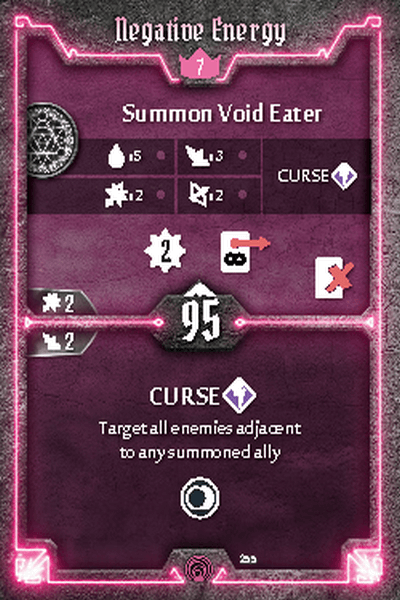 Negative Energy
7
Summon Void Eater
:5 :3
CURSE
:2 :2
2
2
95
2
CURSE
Target all enemies adjacent
to any summoned ally